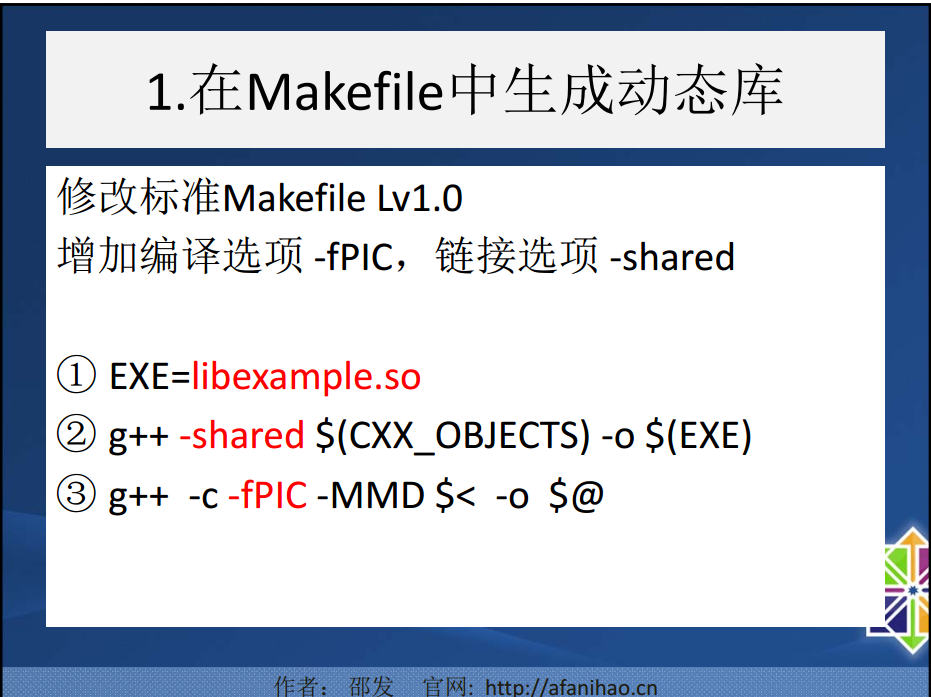 1.在Makefile中生成动态库
修改标准Makefile Lv1.0
增加编译选项 -fPIC，链接选项 -shared
① EXE=libexample.so
② g++ -shared $(CXX_OBJECTS) -o $(EXE)
③ g++ -c -fPIC -MMD $< -o $@
作者： 邵发 官网: http://afanihao.cn